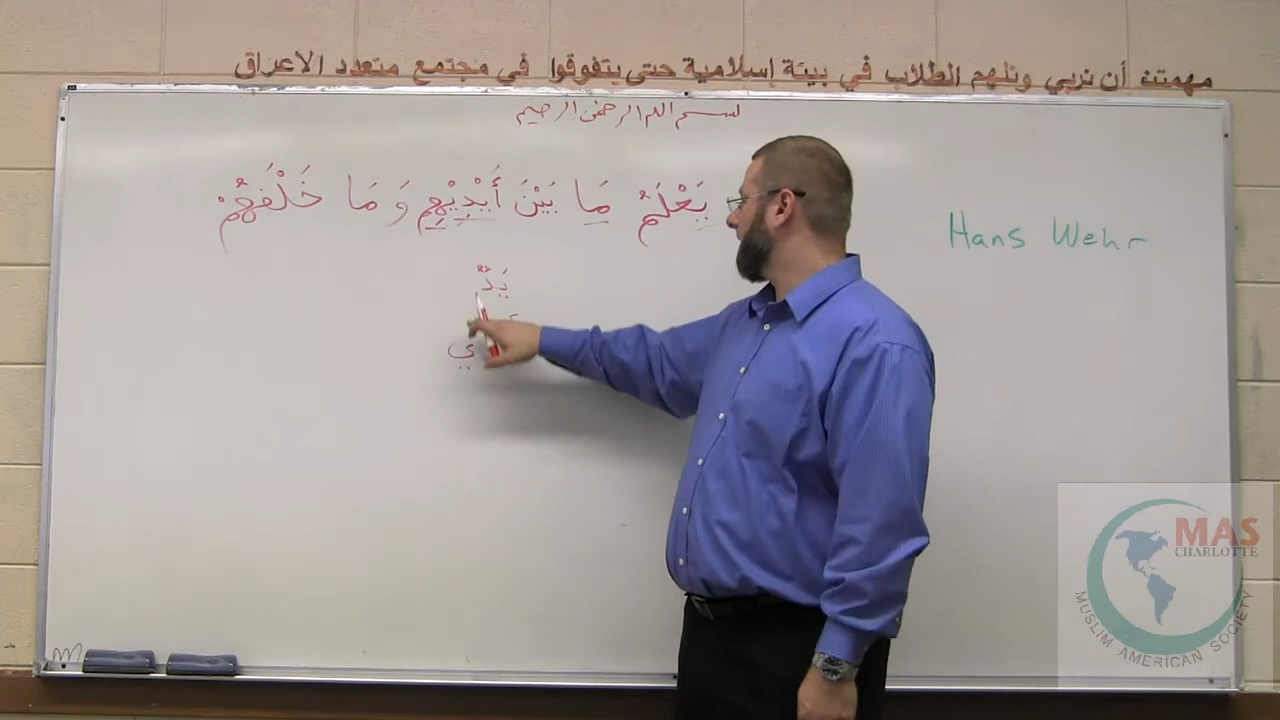 مهمتنا أن نربي ونلهم الطلاب في بيئة إسلامية حتى يتفوقوا في مجتمع متعدد الاعراق
بسم الله الرحمن الرحيم
يَعْلَمُ مَا بَيْنَ أَيْدِيْهِمْ وَ مَا خَلْفَهُمْ
Hans Wehr
يَدٌ
ي
MAS
CHARLOTTE
MUSLIM AMERICAN SOCIETY